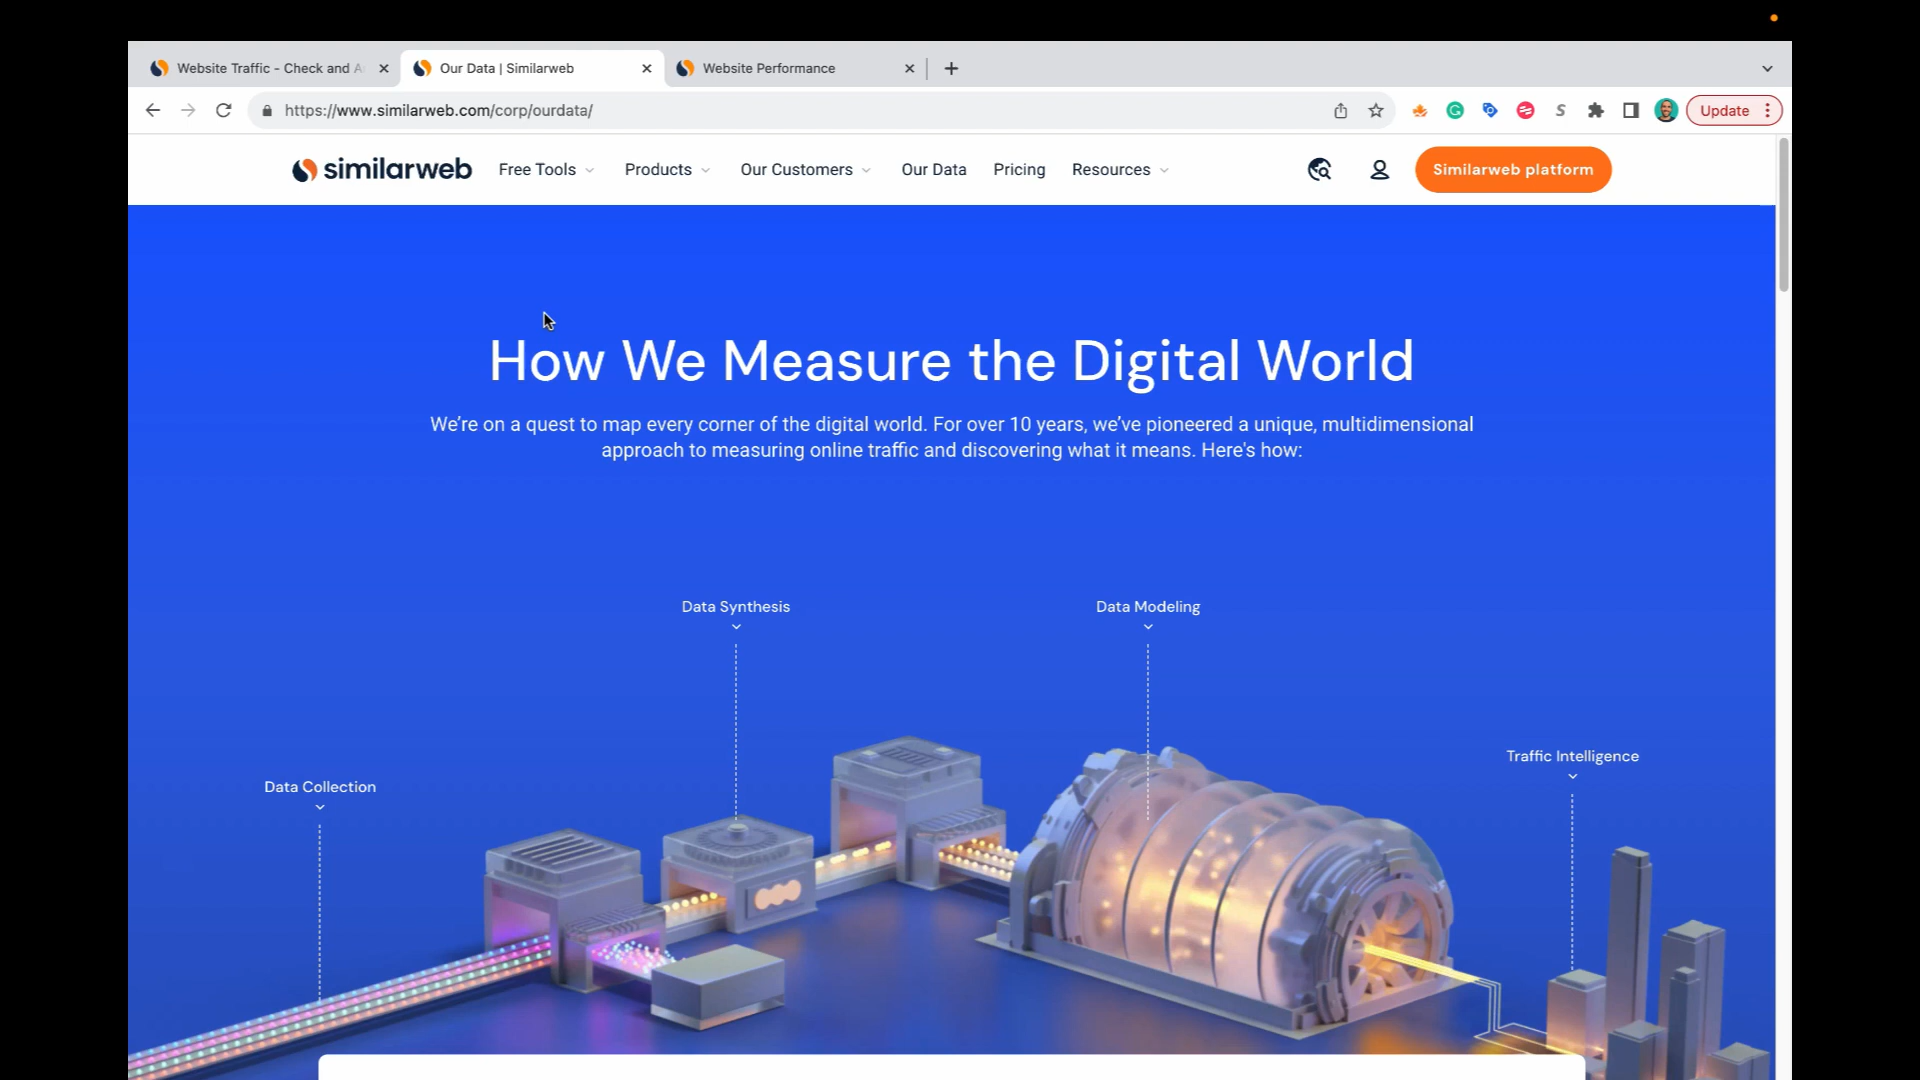 Website Traffic - Check and A
Our Data | Similarweb
Website Performance
https://www.similarweb.com/corp/ourdata/
Update
similarweb
Free Tools
Products
Our Customers
Our Data
Pricing
Resources
Similarweb platform
How We Measure the Digital World
We’re on a quest to map every corner of the digital world. For over 10 years, we’ve pioneered a unique, multidimensional
approach to measuring online traffic and discovering what it means. Here's how:
Data Synthesis
Data Modeling
Traffic Intelligence
Data Collection